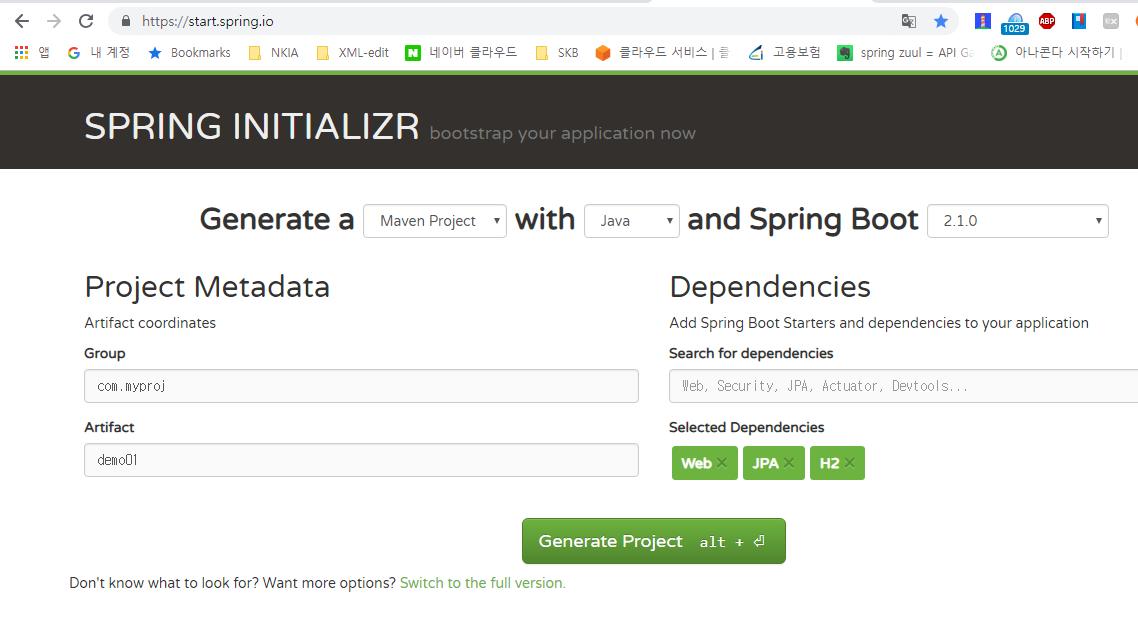 https://start.spring.io
1029
ABP
앱
내 계정
Bookmarks
NKIA
XML-edit
네이버 클라우드
SKB
클라우드 서비스 | 클
고용보험
spring zuul = API Ga
아나콘다 시작하기 |
SPRING INITIALIZR bootstrap your application now
Generate a Maven Project with Java and Spring Boot 2.1.0
Project Metadata
Artifact coordinates
Group
com.myproj
Artifact
demo01
Dependencies
Add Spring Boot Starters and dependencies to your application
Search for dependencies
Web, Security, JPA, Actuator, Devtools...
Selected Dependencies
Web × JPA × H2 ×
Generate Project alt + ⏎
Don't know what to look for? Want more options? Switch to the full version.